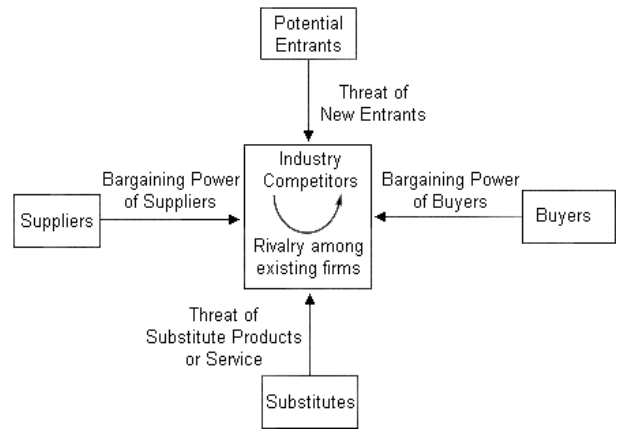 Potential
Entrants
Threat of
New Entrants
Industry
Competitors
Bargaining Power
of Suppliers
Bargaining Power
of Buyers
Suppliers
Buyers
Rivalry among
existing firms
Threat of
Substitute Products
or Service
Substitutes